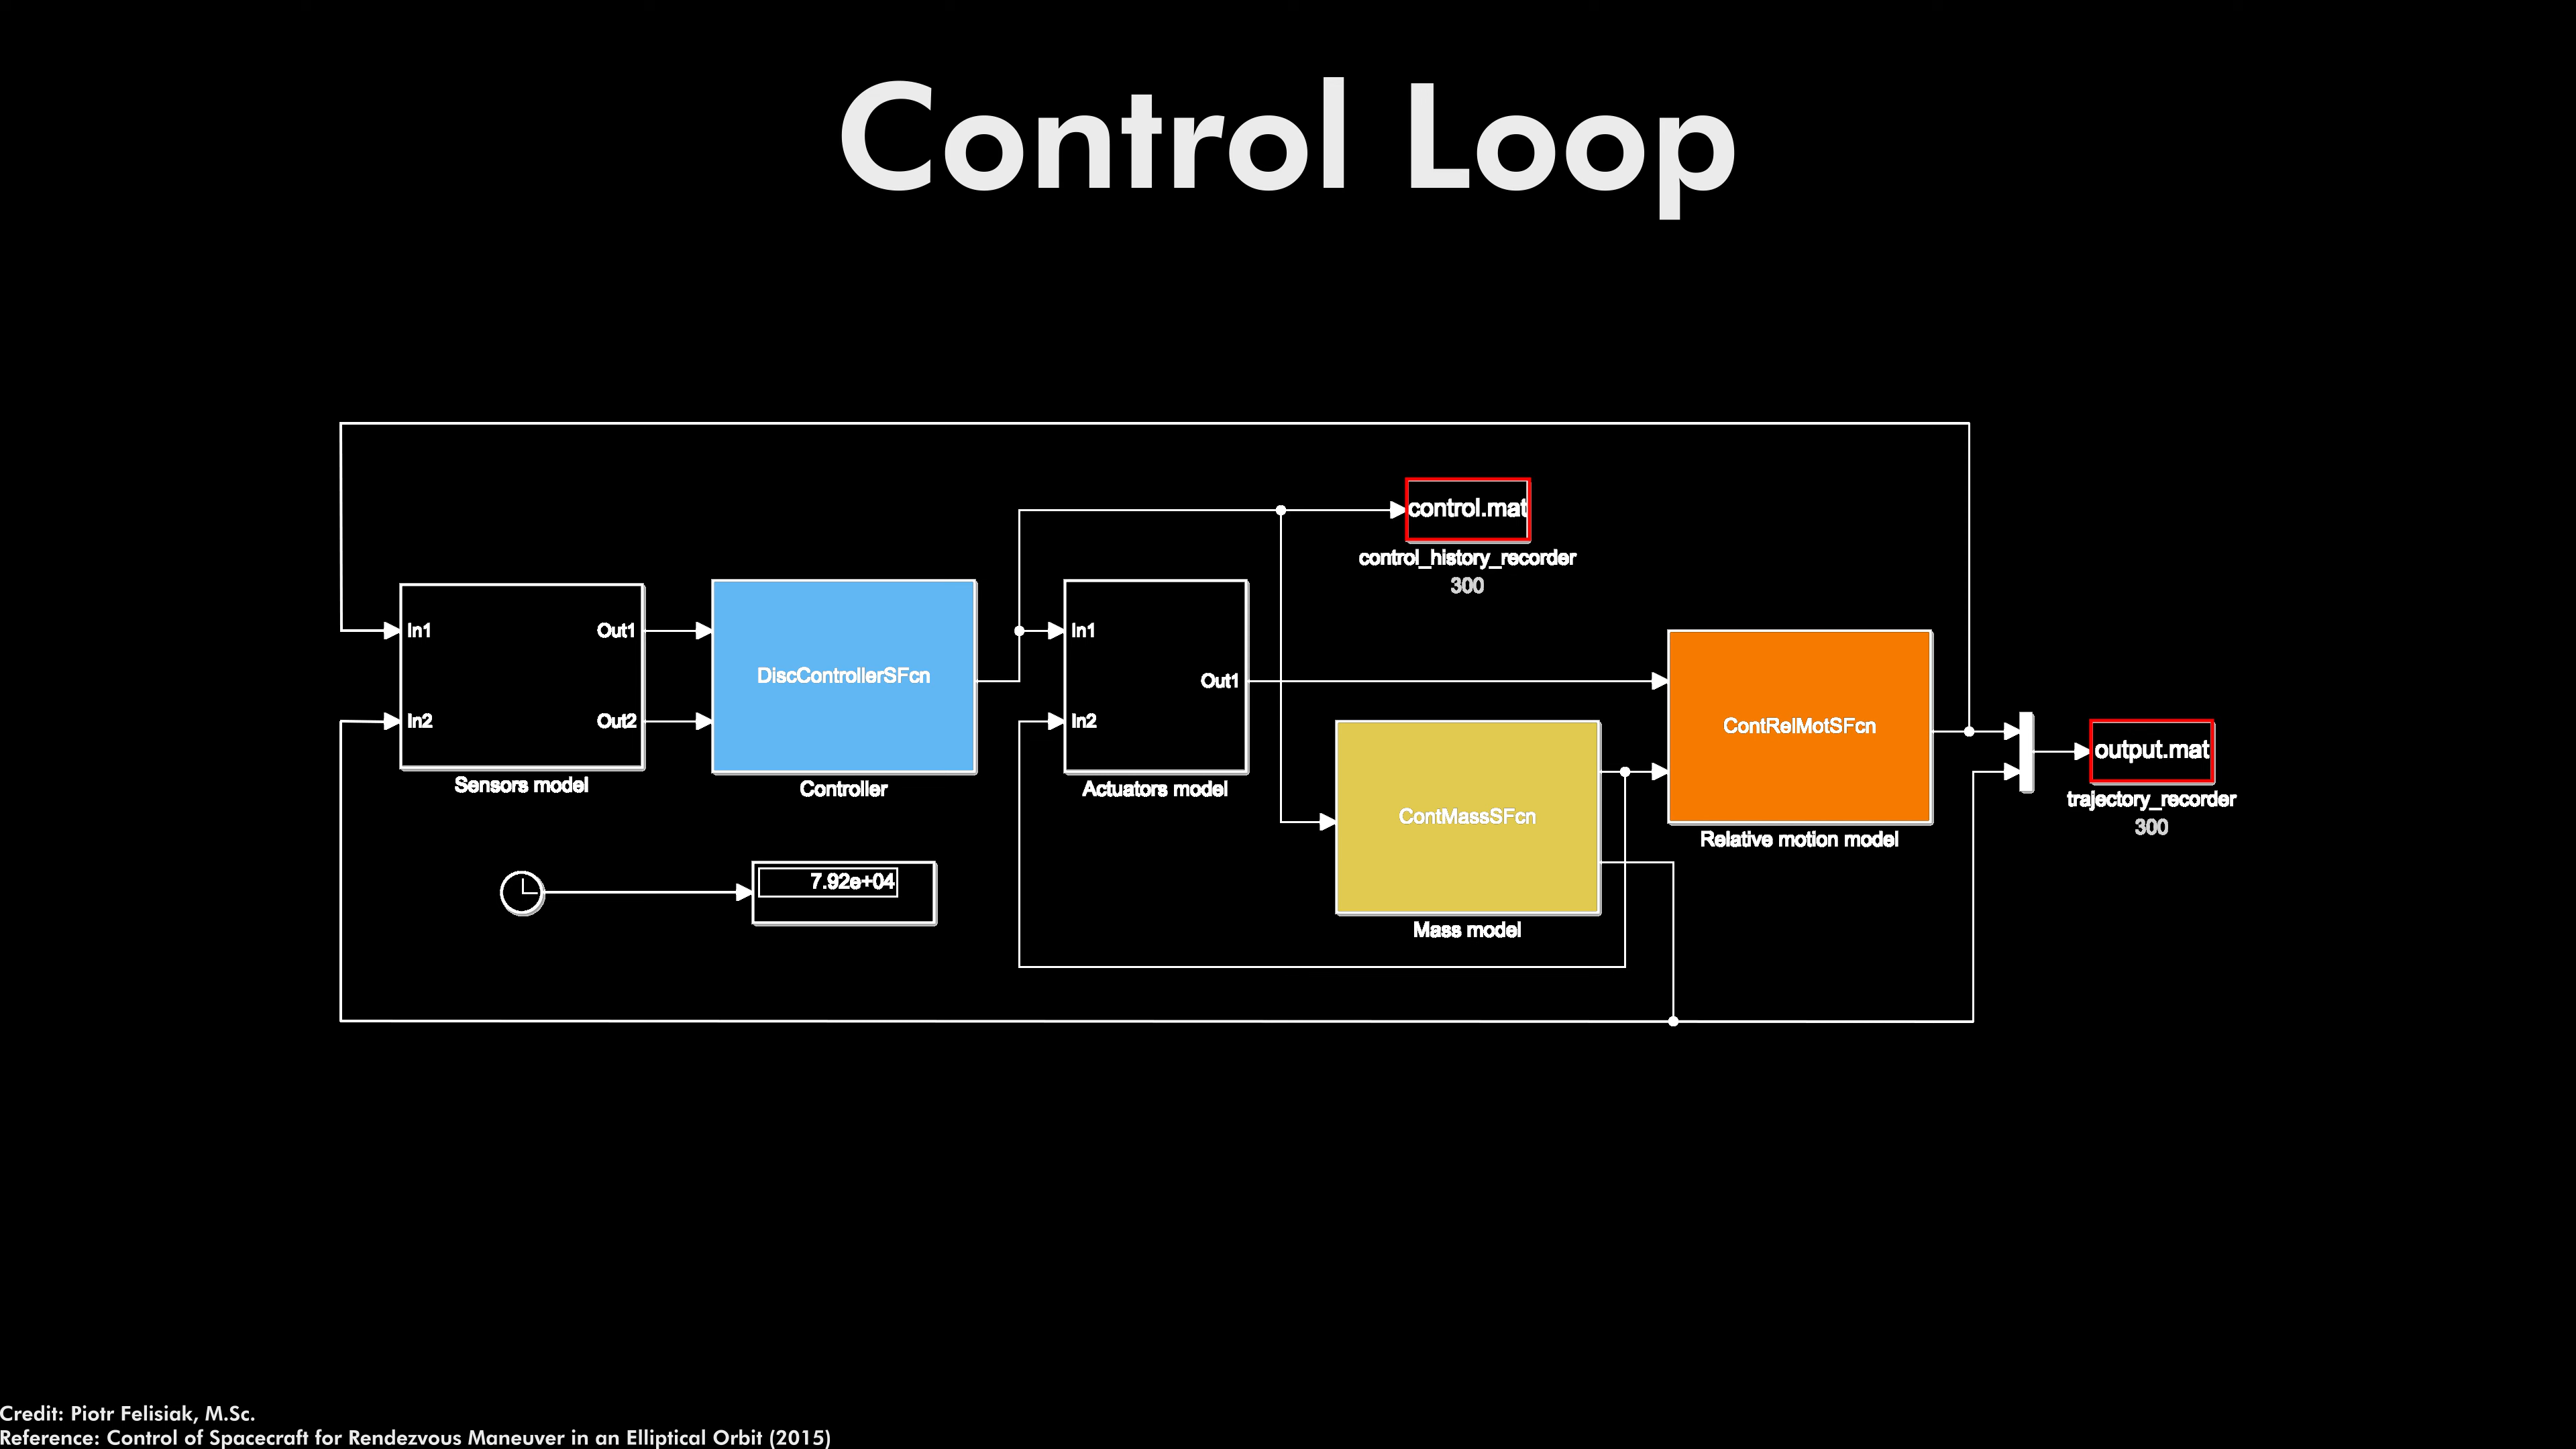 Control Loop
control.mat
control_history_recorder
300
In1
Out1
In2
Out2
Sensors model
DiscControllerSFcn
Controller
In1
Out1
In2
Actuators model
ContMassSFcn
Mass model
ContRelMotSFcn
Relative motion model
output.mat
trajectory_recorder
300
7.92e+04
Credit: Piotr Felisiak, M.Sc.
Reference: Control of Spacecraft for Rendezvous Maneuver in an Elliptical Orbit (2015)